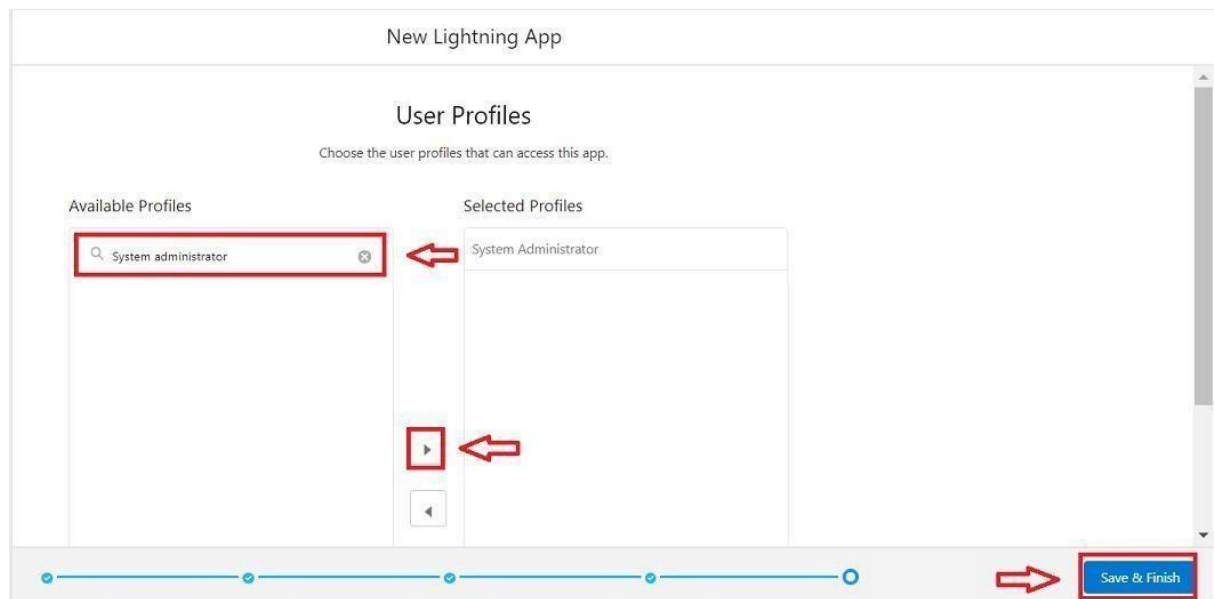 New Lightning App
User Profiles
Choose the user profiles that can access this app.
Available Profiles
Selected Profiles
System administrator
System Administrator
Save & Finish